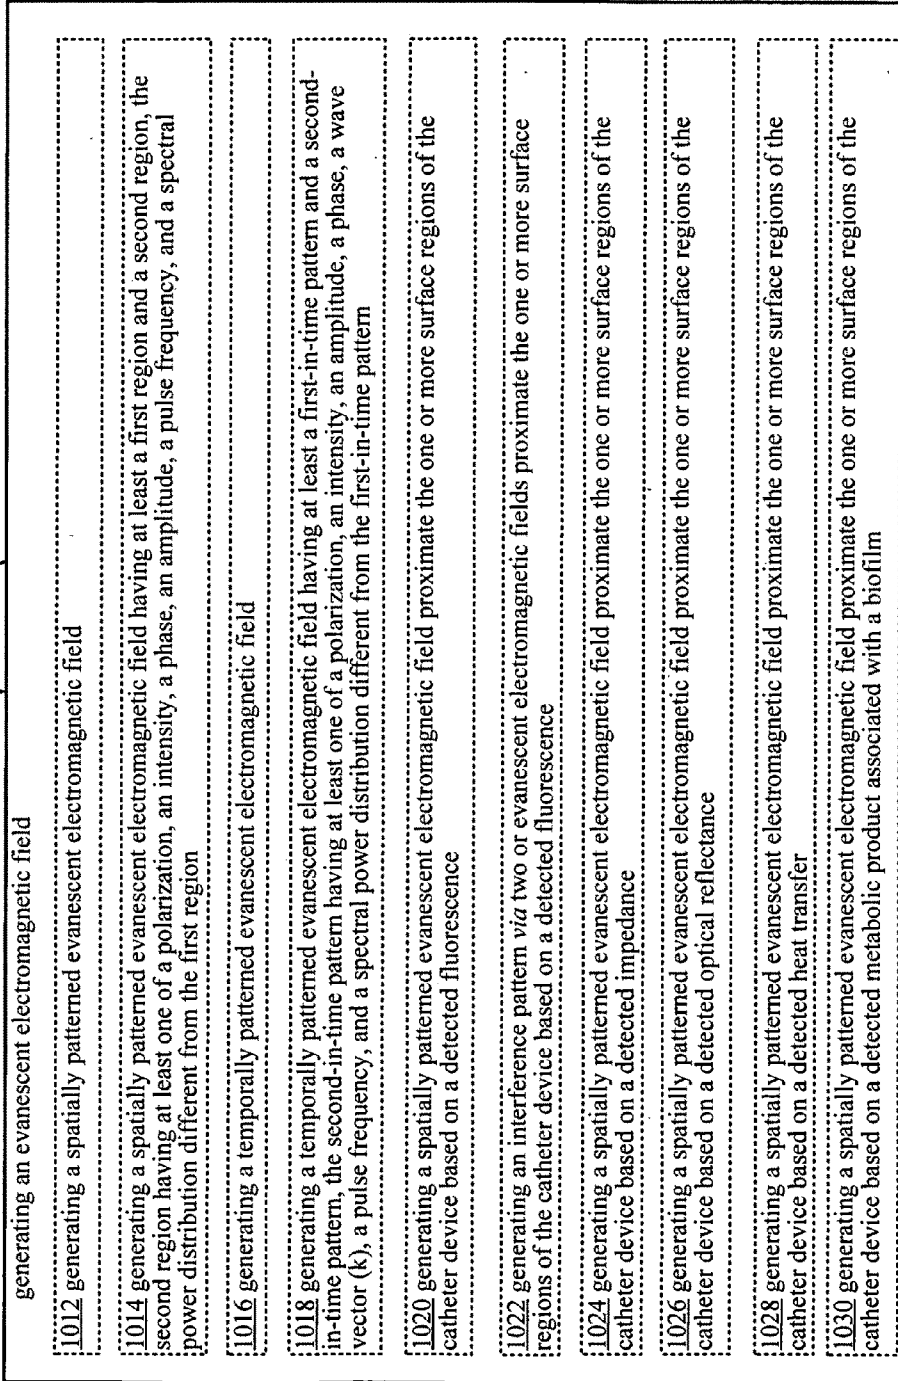 generating an evanescent electromagnetic field
1012 generating a spatially patterned evanescent electromagnetic field
1014 generating a spatially patterned evanescent electromagnetic field having at least a first region and a second region, the
second region having at least one of a polarization, an intensity, a phase, an amplitude, a pulse frequency, and a spectral
power distribution different from the first region
1016 generating a temporally patterned evanescent electromagnetic field
1018 generating a temporally patterned evanescent electromagnetic field having at least a first-in-time pattern and a second-
in-time pattern, the second-in-time pattern having at least one of a polarization, an intensity, an amplitude, a phase, a wave
vector (k), a pulse frequency, and a spectral power distribution different from the first-in-time pattern
1020 generating a spatially patterned evanescent electromagnetic field proximate the one or more surface regions of the
catheter device based on a detected fluorescence
1022 generating an interference pattern via two or evanescent electromagnetic fields proximate the one or more surface
regions of the catheter device based on a detected fluorescence
1024 generating a spatially patterned evanescent electromagnetic field proximate the one or more surface regions of the
catheter device based on a detected impedance
1026 generating a spatially patterned evanescent electromagnetic field proximate the one or more surface regions of the
catheter device based on a detected optical reflectance
1028 generating a spatially patterned evanescent electromagnetic field proximate the one or more surface regions of the
catheter device based on a detected heat transfer
1030 generating a spatially patterned evanescent electromagnetic field proximate the one or more surface regions of the
catheter device based on a detected metabolic product associated with a biofilm